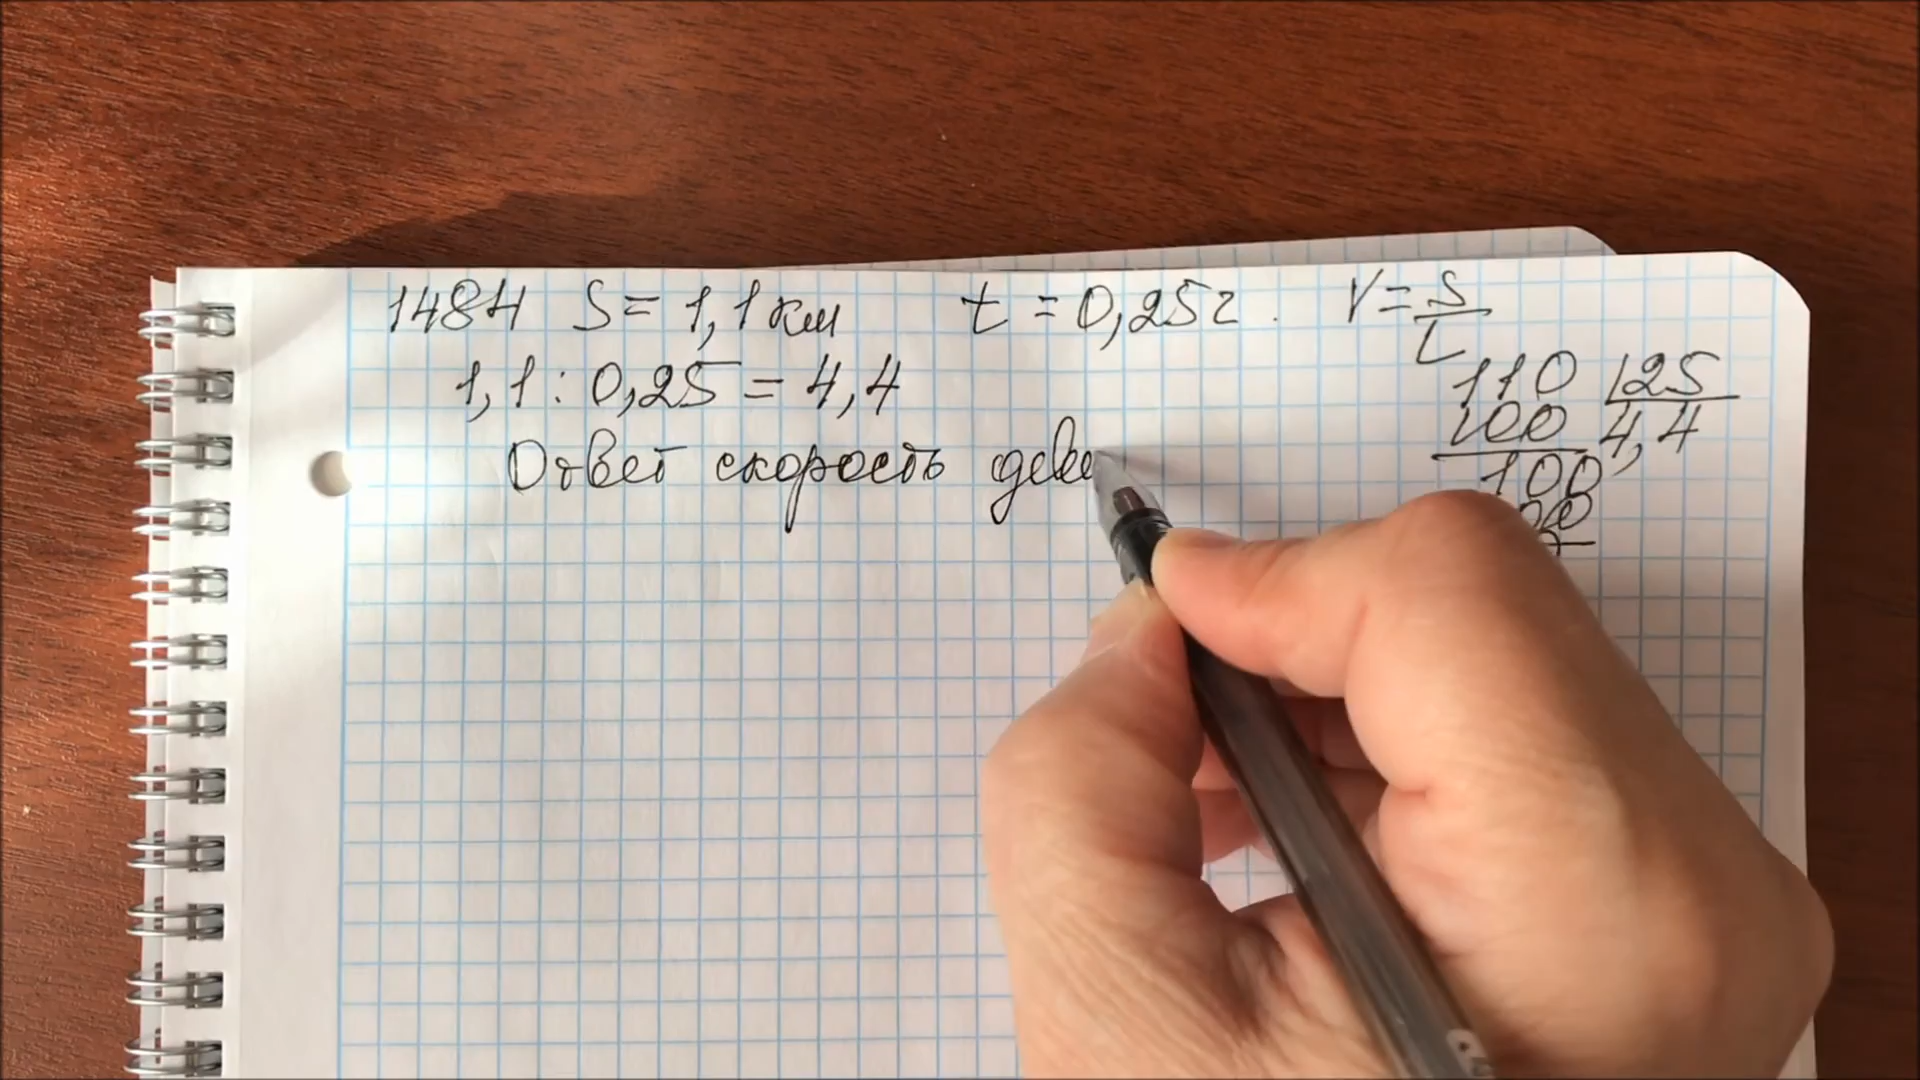 1484 S = 1,1 км t = 0,25 г. V = S/t
1,1 : 0,25 = 4,4
Ответ скорость деве
110 25
100 4,4
100
00
0